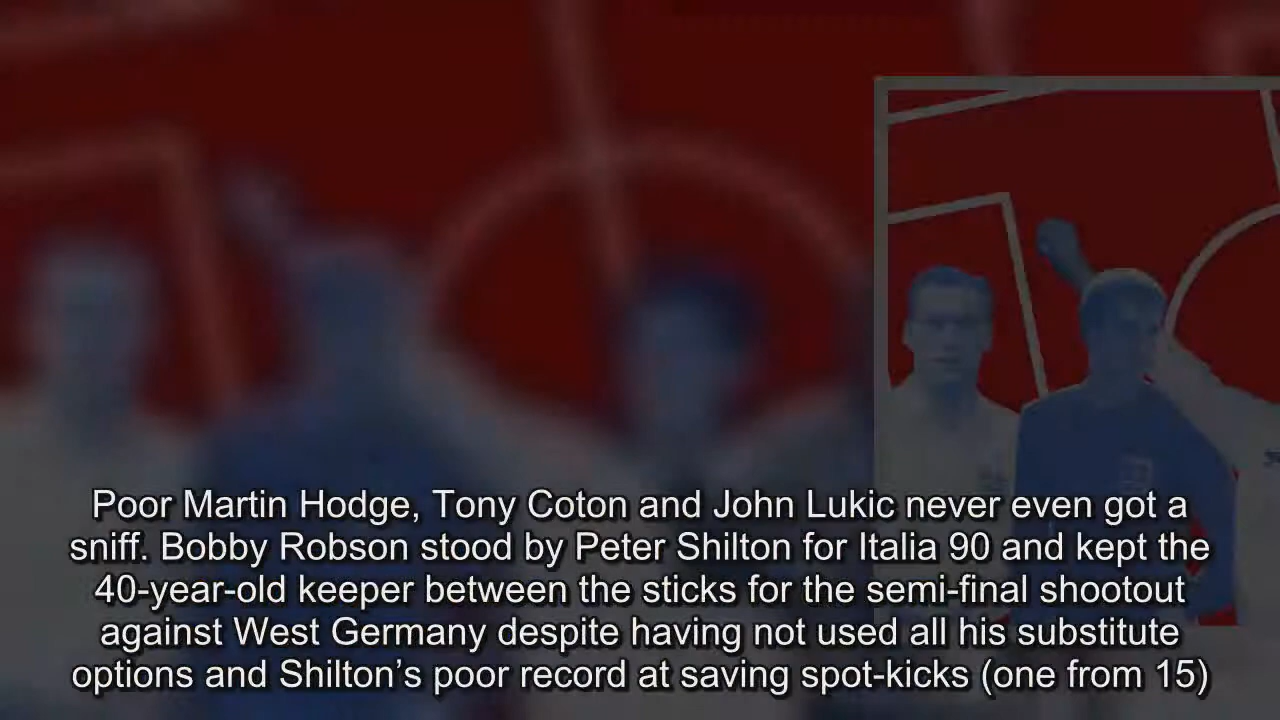 Poor Martin Hodge, Tony Coton and John Lukic never even got a
sniff. Bobby Robson stood by Peter Shilton for Italia 90 and kept the
40-year-old keeper between the sticks for the semi-final shootout
against West Germany despite having not used all his substitute
options and Shilton’s poor record at saving spot-kicks (one from 15)